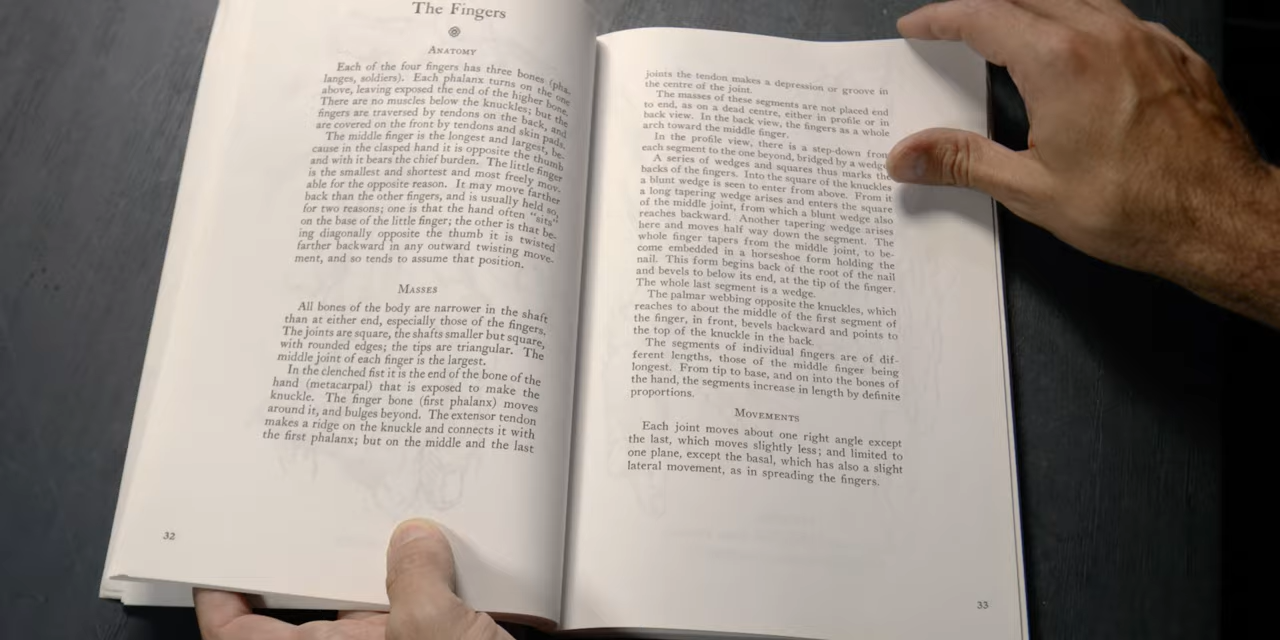 The Fingers
Anatomy
Each of the four fingers has three bones (pha-
langes, soldiers). Each phalanx turns on the one
above, leaving exposed the end of the higher bone.
There are no muscles below the knuckles; but the
fingers are traversed by tendons on the back, and
are covered on the front by tendons and skin pads.
The middle finger is the longest and largest, be-
cause in the clasped hand it is opposite the thumb
and with it bears the chief burden. The little finger
is the smallest and shortest and most freely mov-
able for the opposite reason. It may move farther
back than the other fingers, and is usually held so,
for two reasons; one is that the hand often "sits"
on the base of the little finger; the other is that be-
ing diagonally opposite the thumb it is twisted
farther backward in any outward twisting move-
ment, and so tends to assume that position.
Masses
All bones of the body are narrower in the shaft
than at either end, especially those of the fingers.
The joints are square, the shafts smaller but square,
with rounded edges; the tips are triangular. The
middle joint of each finger is the largest.
In the clenched fist it is the end of the bone of the
hand (metacarpal) that is exposed to make the
knuckle. The finger bone (first phalanx) moves
around it, and bulges beyond. The extensor tendon
makes a ridge on the knuckle and connects it with
the first phalanx; but on the middle and the last
32
joints the tendon makes a depression or groove in
the centre of the joint.
The masses of these segments are not placed end
to end, as on a dead centre, either in profile or in
back view. In the back view, the fingers as a whole
arch toward the middle finger.
In the profile view, there is a step-down from
each segment to the one beyond, bridged by a wedge
A series of wedges and squares thus marks the
backs of the fingers. Into the square of the knuckles
a blunt wedge is seen to enter from above. From it
a long tapering wedge arises and enters the square
of the middle joint, from which a blunt wedge also
reaches backward. Another tapering wedge arises
here and moves half way down the segment. The
whole finger tapers from the middle joint, to be-
come embedded in a horseshoe form holding the
nail. This form begins back of the root of the nail
and bevels to below its end, at the tip of the finger.
The whole last segment is a wedge.
The palmar webbing opposite the knuckles, which
reaches to about the middle of the first segment of
the finger, in front, bevels backward and points to
the top of the knuckle in the back.
The segments of individual fingers are of dif-
ferent lengths, those of the middle finger being
longest. From tip to base, and on into the bones of
the hand, the segments increase in length by definite
proportions.
Movements
Each joint moves about one right angle except
the last, which moves slightly less; and limited to
one plane, except the basal, which has also a slight
lateral movement, as in spreading the fingers.
33